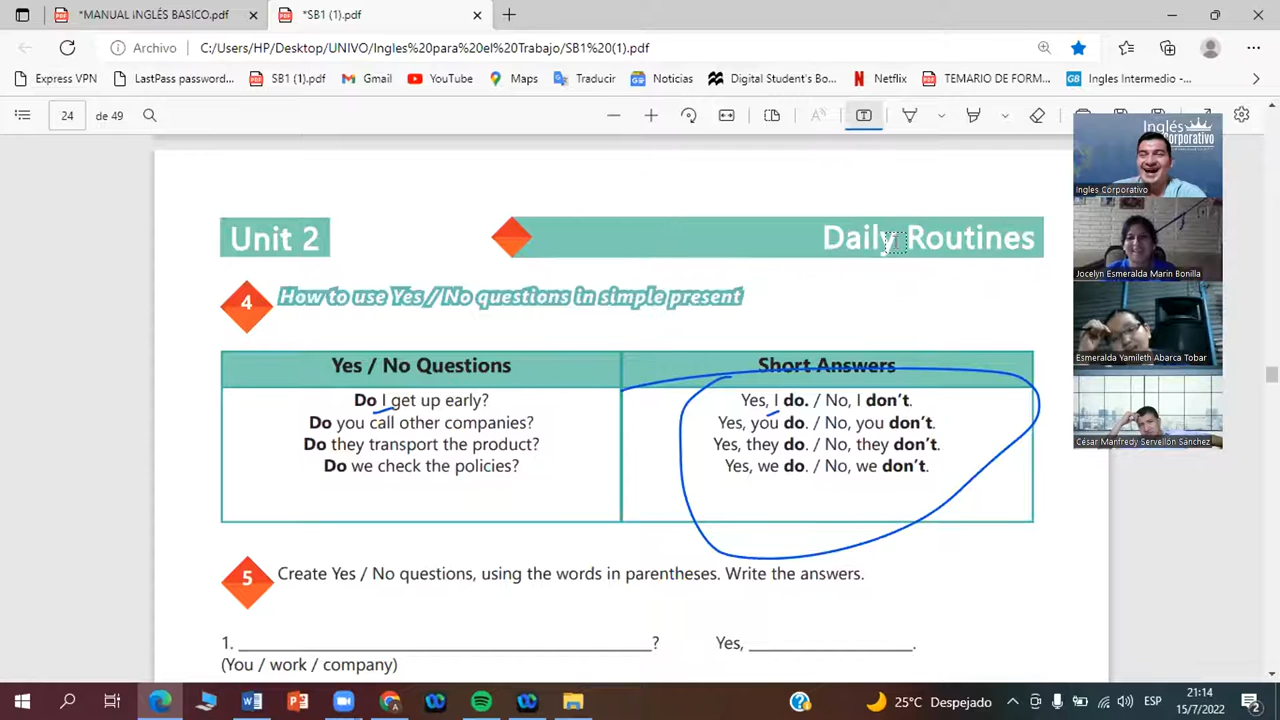 *MANUAL iNGLÉS BASICO.pdf
*SB1 (1).pdf
Archivo
C:/Users/HP/Desktop/UNIVO/Ingles%20para%20el%20Trabajo/SB1%20(1).pdf
Express VPN
LastPass password...
SB1 (1).pdf
Gmail
YouTube
Maps
Traducir
Noticias
Digital Student's Bo...
Netflix
TEMARIO DE FORM...
GB Ingles Intermedio -...
24
de 49
Inglés
Corporativo
Ingles Corporativo
Jocelyn Esmeralda Marin Bonilla
Esmeralda Yamileth Abarca Tobar
César Manfredy Servellón Sánchez
Unit 2
Daily Routines
4
How to use Yes / No questions in simple present
Yes / No Questions
Short Answers
Do I get up early?
Yes, I do. / No, I don't.
Do you call other companies?
Yes, you do. / No, you don't.
Do they transport the product?
Yes, they do. / No, they don't.
Do we check the policies?
Yes, we do. / No, we don't.
5
Create Yes / No questions, using the words in parentheses. Write the answers.
1. ______________________________? Yes, ____________.
(You / work / company)
25°C Despejado
ESP
21:14
15/7/2022
2